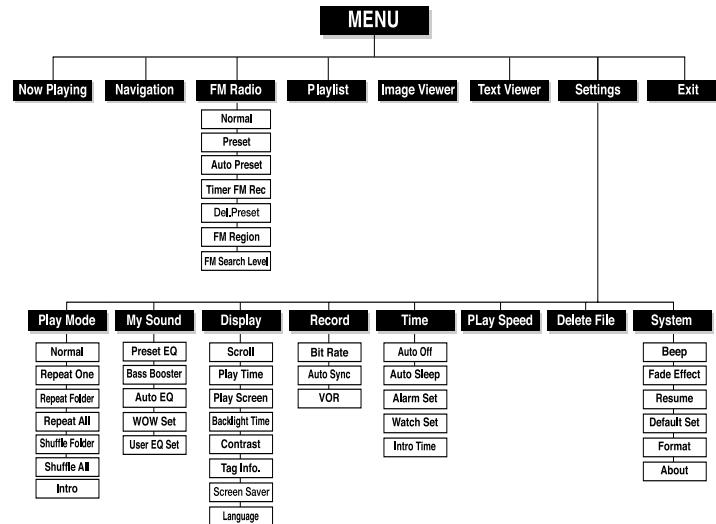 MENU
Now Playing
Navigation
FM Radio
Playlist
Image Viewer
Text Viewer
Settings
Exit
Normal
Preset
Auto Preset
Timer FM Rec
Del.Preset
FM Region
FM Search Level
Play Mode
Normal
Repeat One
Repeat Folder
Repeat All
Shuffle Folder
Shuffle All
Intro
My Sound
Preset EQ
Bass Booster
Auto EQ
WOW Set
User EQ Set
Display
Scroll
Play Time
Play Screen
Backlight Time
Contrast
Tag Info.
Screen Saver
Language
Record
Bit Rate
Auto Sync
VOR
Time
Auto Off
Auto Sleep
Alarm Set
Watch Set
Intro Time
PLay Speed
Delete File
System
Beep
Fade Effect
Resume
Default Set
Format
About